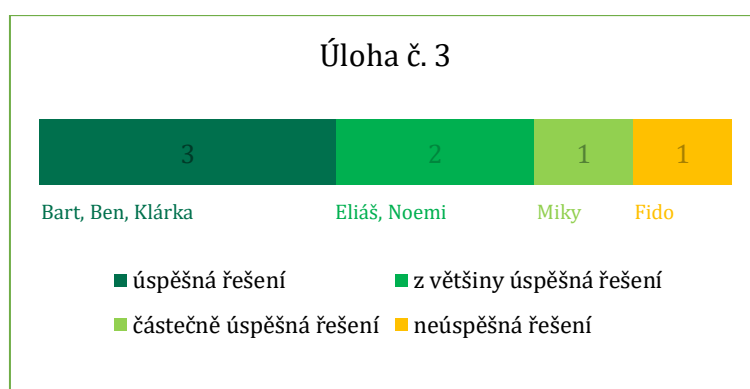 Úloha č. 3
3 2 1 1
Bart, Ben, Klárka Eliáš, Noemi Miky Fido
úspěšná řešení z většiny úspěšná řešení
částečně úspěšná řešení neúspěšná řešení